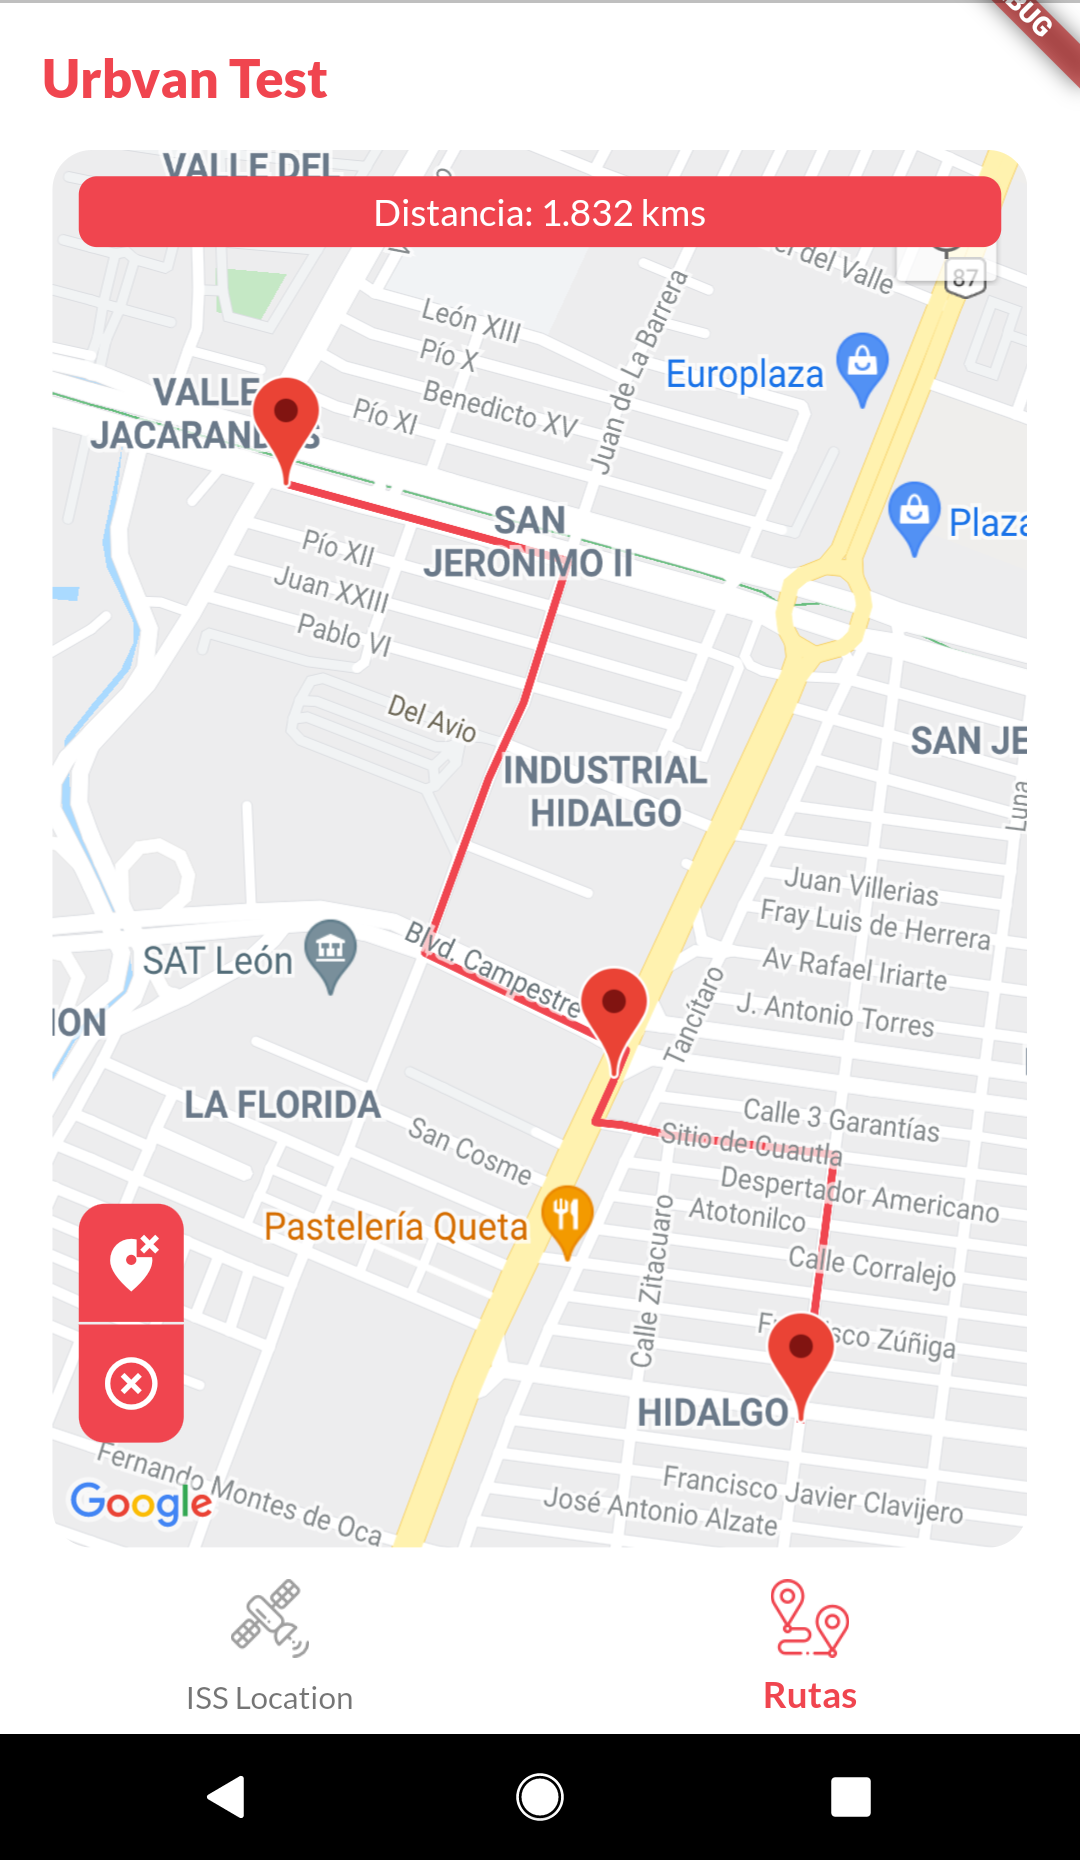 BUG
Urbvan Test
VALLE DEL
Distancia: 1.832 kms
del Valle
87
León XIII
Pío X
Benedicto XV
Juan de La Barrera
Europlaza
VALLE
Pío XI
SAN
JERONIMO II
Plaza
Pío XII
Juan XXIII
Pablo VI
Del Avio
SAN JE
INDUSTRIAL
HIDALGO
Luna
Juan Villerias
Fray Luis de Herrera
Av Rafael Iriarte
J. Antonio Torres
Blvd. Campestre
SAT León
ION
Tancítaro
LA FLORIDA
San Cosme
Calle 3 Garantías
Sitio de Cuautla
Despertador Americano
Atotonilco
Calle Corralejo
Pastelería Queta
Calle Zitacuaro
Zúñiga
HIDALGO
Francisco Javier Clavijero
José Antonio Alzate
Fernando Montes de Oca
Google
ISS Location
Rutas